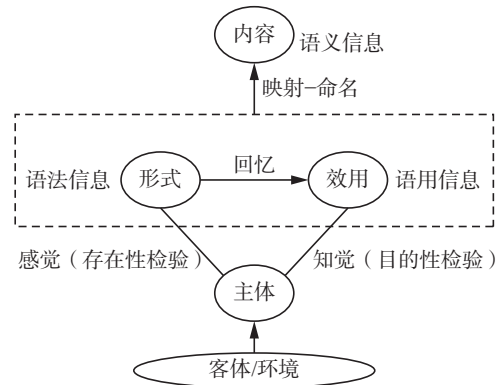 内容
语义信息
映射-命名
语法信息
形式
回忆
效用
语用信息
感觉（存在性检验）
知觉（目的性检验）
主体
客体/环境